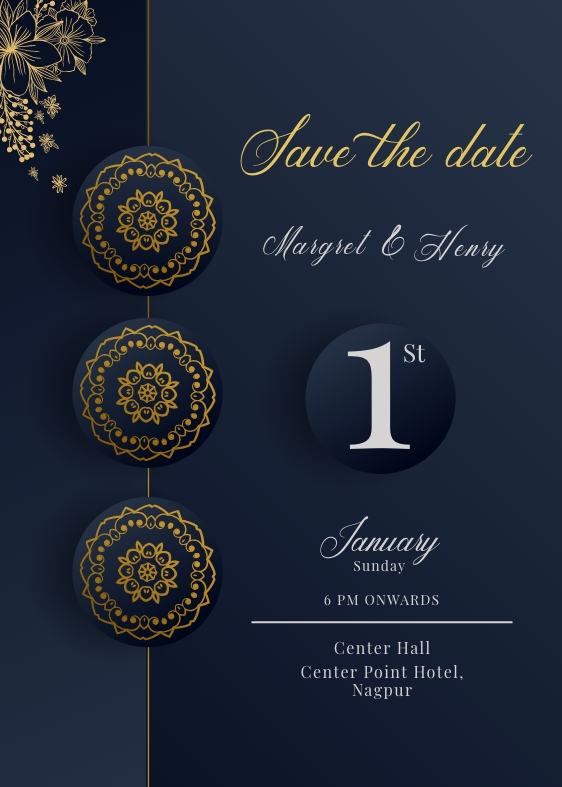 Save the date
Margret & Henry
1St
January
Sunday
6 PM ONWARDS
Center Hall
Center Point Hotel,
Nagpur